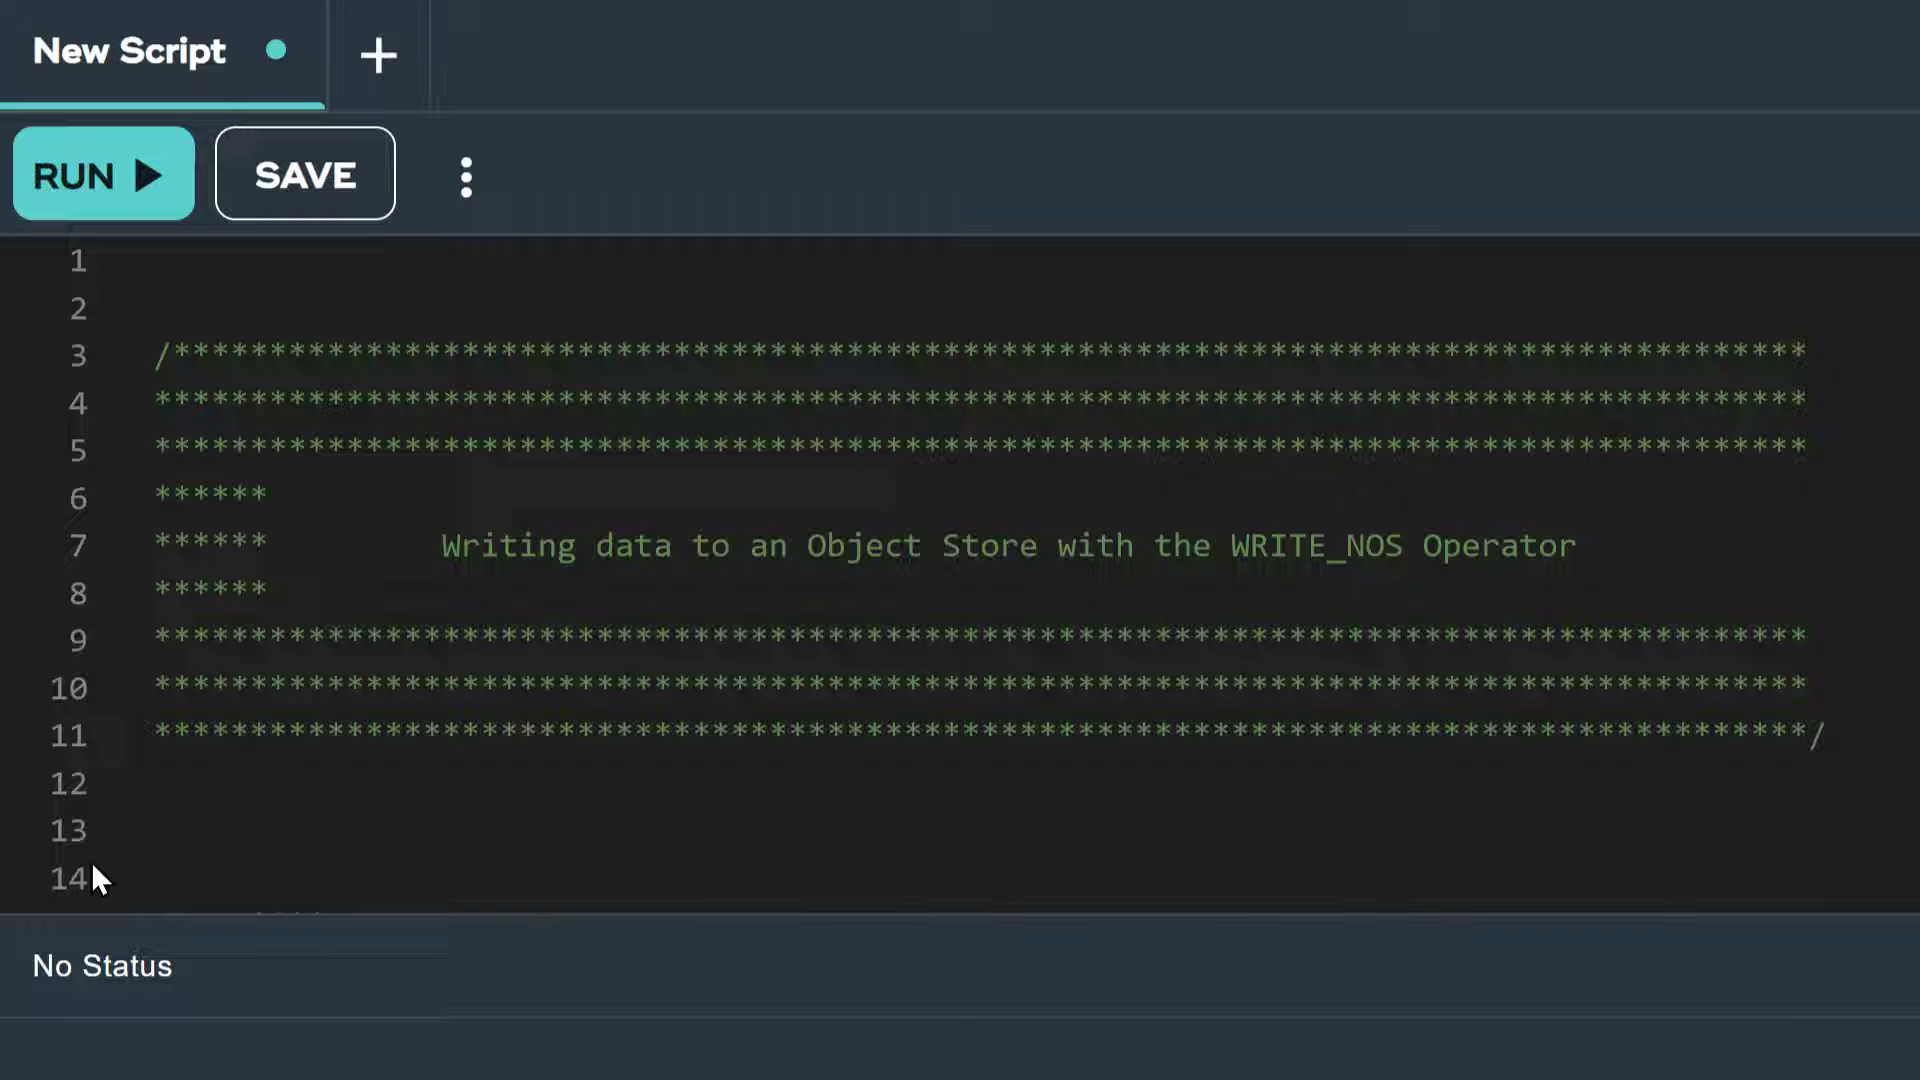 New Script
+
RUN
SAVE
1
2
3 /*************************************************************************************
4 **************************************************************************************
5 **************************************************************************************
6 ******
7 ****** Writing data to an Object Store with the WRITE_NOS Operator
8 ******
9 **************************************************************************************
10 **************************************************************************************
11 **************************************************************************************/
12
13
14
No Status